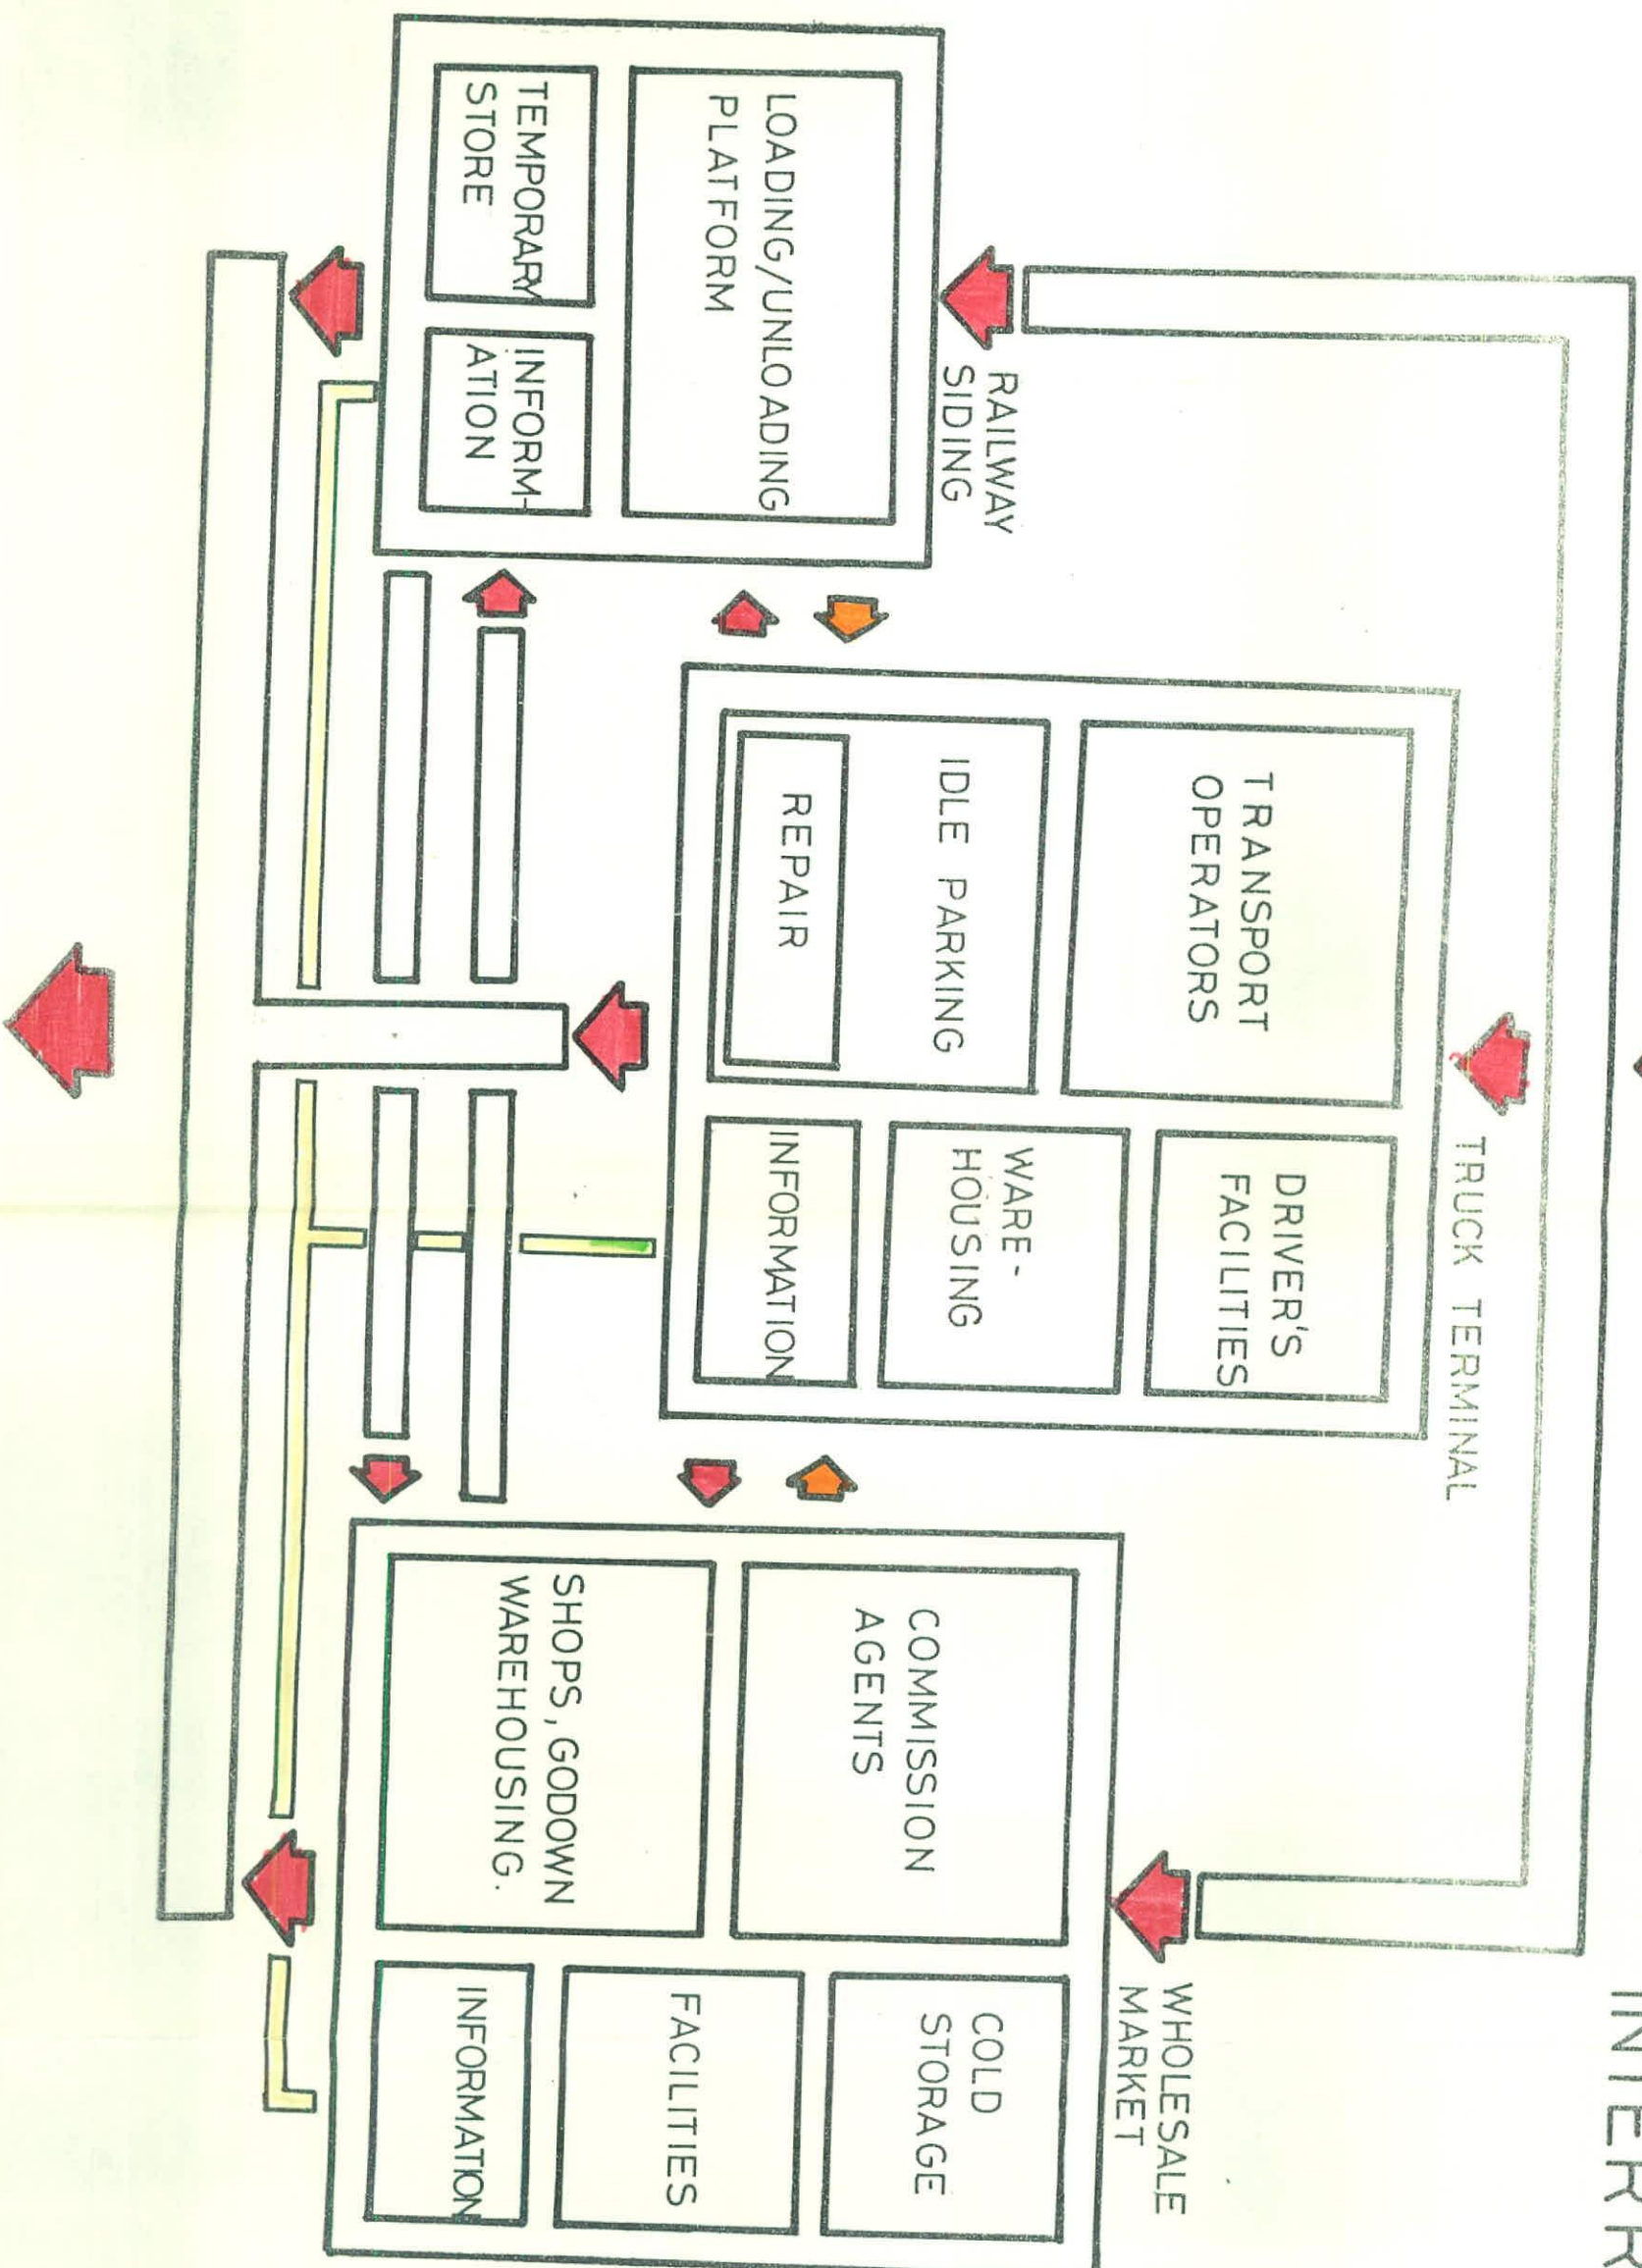 TRUCK TERMINAL
RAILWAY
SIDING
WHOLESALE
MARKET
LOADING/UNLOADING
PLATFORM
TEMPORARY
STORE
INFORM-
ATION
TRANSPORT
OPERATORS
DRIVER'S
FACILITIES
IDLE PARKING
REPAIR
WARE-
HOUSING
INFORMATION
COMMISSION
AGENTS
COLD
STORAGE
SHOPS, GODOWN
WAREHOUSING.
FACILITIES
INFORMATION